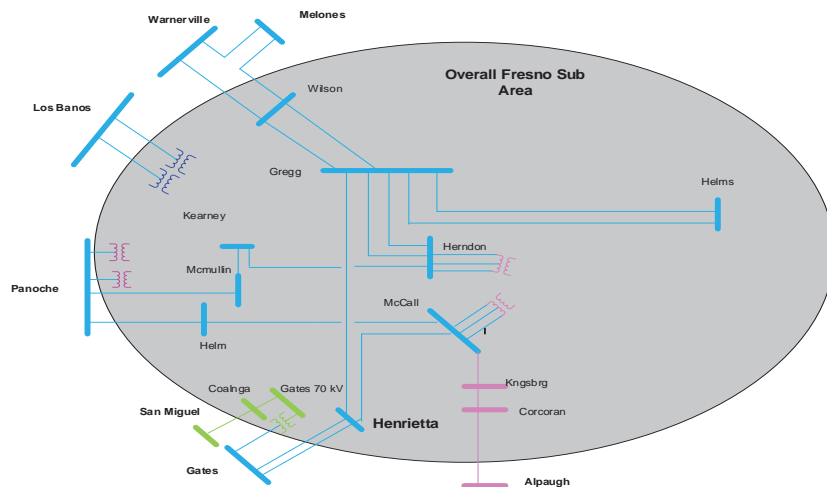 Warnerville
Melones
Overall Fresno Sub
Area
Wilson
Los Banos
Gregg
Helms
Kearney
Herndon
Mcmullin
Panoche
McCall
Helm
Coalnga
Gates 70 kV
Kngsbrg
San Miguel
Henrietta
Corcoran
Gates
Alpaugh